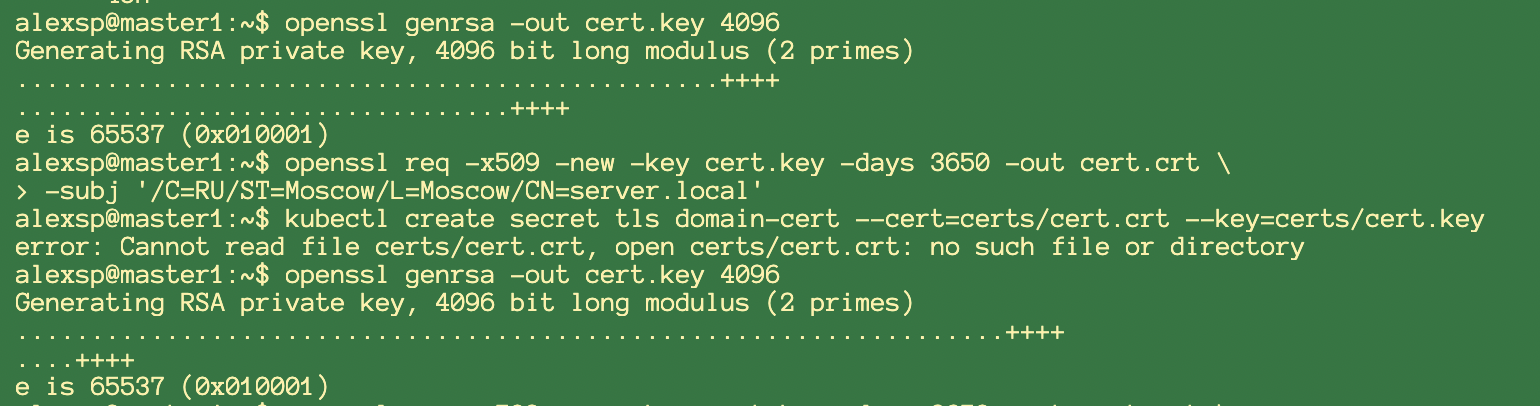 alexsp@master1:~$ openssl genrsa -out cert.key 4096
Generating RSA private key, 4096 bit long modulus (2 primes)
...............................................++++
.................................++++
e is 65537 (0x010001)
alexsp@master1:~$ openssl req -x509 -new -key cert.key -days 3650 -out cert.crt \
> -subj '/C=RU/ST=Moscow/L=Moscow/CN=server.local'
alexsp@master1:~$ kubectl create secret tls domain-cert --cert=certs/cert.crt --key=certs/cert.key
error: Cannot read file certs/cert.crt, open certs/cert.crt: no such file or directory
alexsp@master1:~$ openssl genrsa -out cert.key 4096
Generating RSA private key, 4096 bit long modulus (2 primes)
..................................................................++++
....++++
e is 65537 (0x010001)